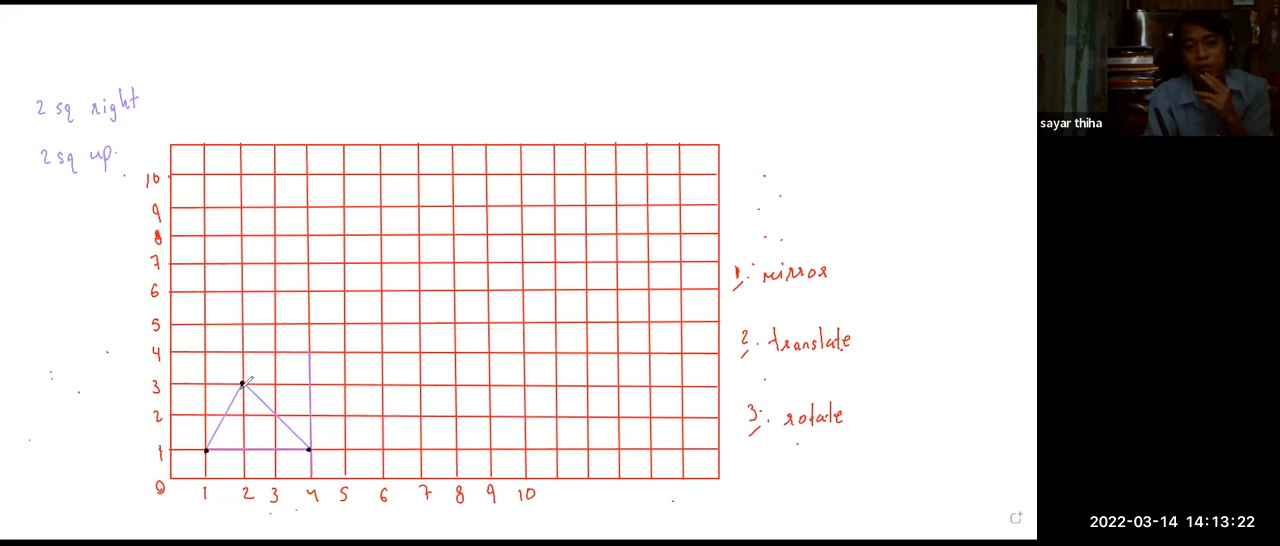 2 sq right
2 sq up.
sayar thiha
10
9
8
7
6
5
4
3
2
1
0
1 2 3 4 5 6 7 8 9 10
1. mirror
2. translate
3. rotate
2022-03-14 14:13:22